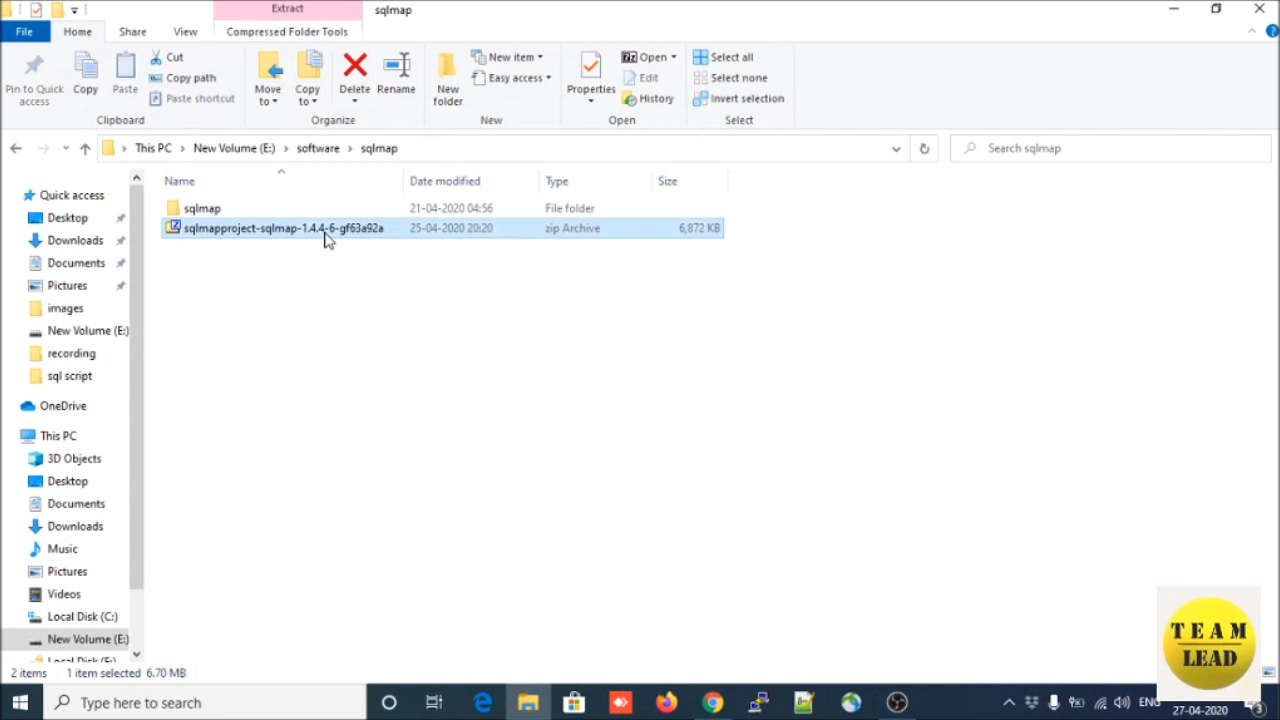 Extract
sqlmap
File
Home
Share
View
Compressed Folder Tools
Pin to Quick access
Copy
Paste
Cut
Copy path
Paste shortcut
Clipboard
Move to
Copy to
Delete
Rename
Organize
New folder
New item
Easy access
New
Properties
Open
Edit
History
Open
Select all
Select none
Invert selection
Select
This PC > New Volume (E:) > software > sqlmap
Search sqlmap
Name Date modified Type Size
sqlmap 21-04-2020 04:56 File folder
sqlmapproject-sqlmap-1.4.4-6-gf63a92a 25-04-2020 20:20 zip Archive 6,872 KB
Quick access
Desktop
Downloads
Documents
Pictures
images
New Volume (E:)
recording
sql script
OneDrive
This PC
3D Objects
Desktop
Documents
Downloads
Music
Pictures
Videos
Local Disk (C:)
New Volume (E:)
2 items 1 item selected 6.70 MB
TEAM
LEAD
Type here to search
ENG
27-04-2020
3